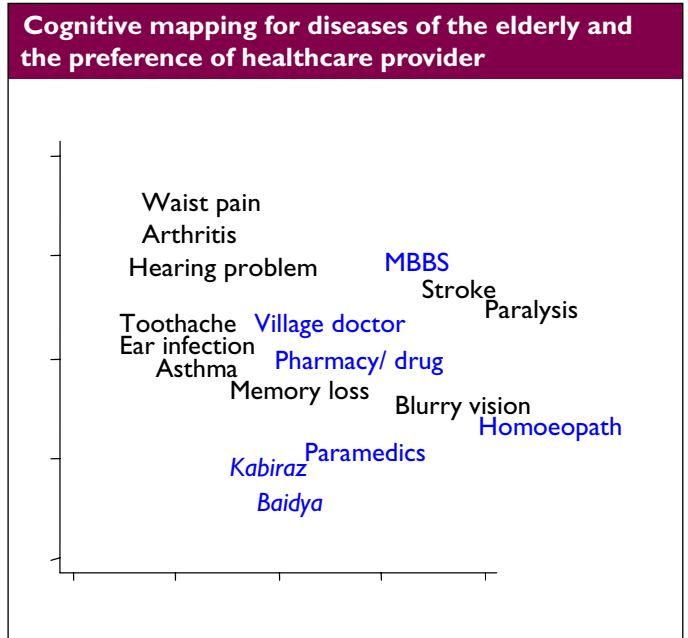 Cognitive mapping for diseases of the elderly and
the preference of healthcare provider
Waist pain
Arthritis
Hearing problem
MBBS
Stroke
Paralysis
Toothache
Village doctor
Ear infection
Pharmacy/ drug
Asthma
Memory loss
Blurry vision
Homoeopath
Paramedics
Kabiraz
Baidya